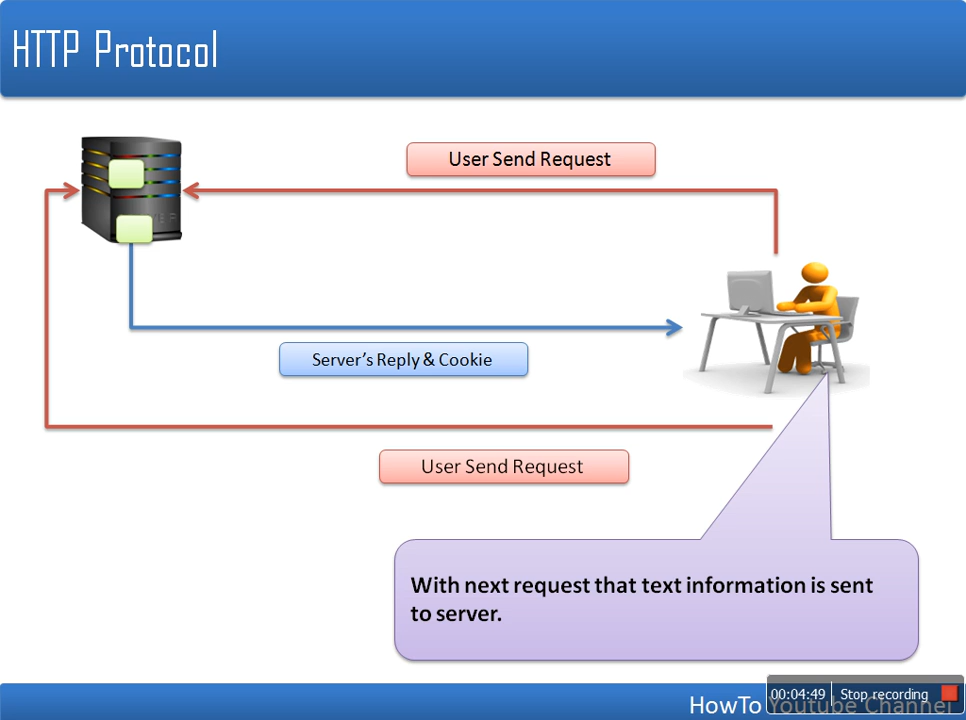 HTTP Protocol
User Send Request
Server's Reply & Cookie
User Send Request
With next request that text information is sent
to server.
00:04:49 Stop recording
HowTo Youtube Channel